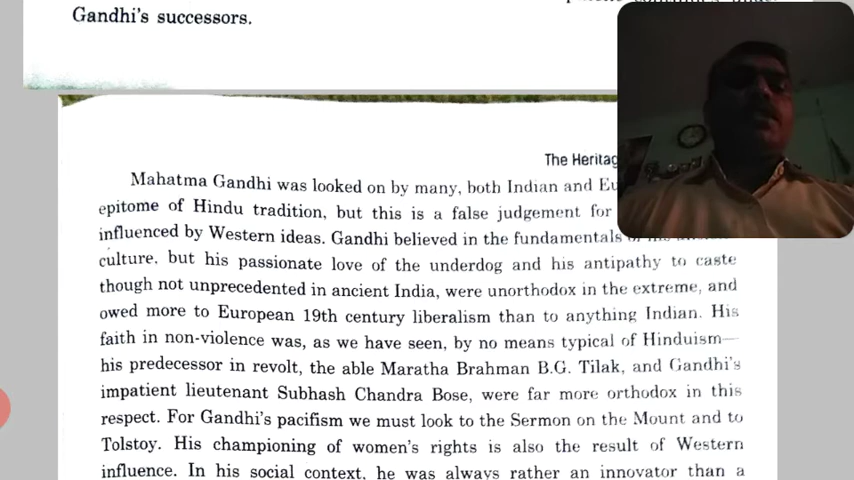 Gandhi's successors.
The Heritag
Mahatma Gandhi was looked on by many, both Indian and Eu
epitome of Hindu tradition, but this is a false judgement for
influenced by Western ideas. Gandhi believed in the fundamentals
culture, but his passionate love of the underdog and his antipathy to caste
though not unprecedented in ancient India, were unorthodox in the extreme, and
owed more to European 19th century liberalism than to anything Indian. His
faith in non-violence was, as we have seen, by no means typical of Hinduism—
his predecessor in revolt, the able Maratha Brahman B.G. Tilak, and Gandhi's
impatient lieutenant Subhash Chandra Bose, were far more orthodox in this
respect. For Gandhi's pacifism we must look to the Sermon on the Mount and to
Tolstoy. His championing of women's rights is also the result of Western
influence. In his social context, he was always rather an innovator than a